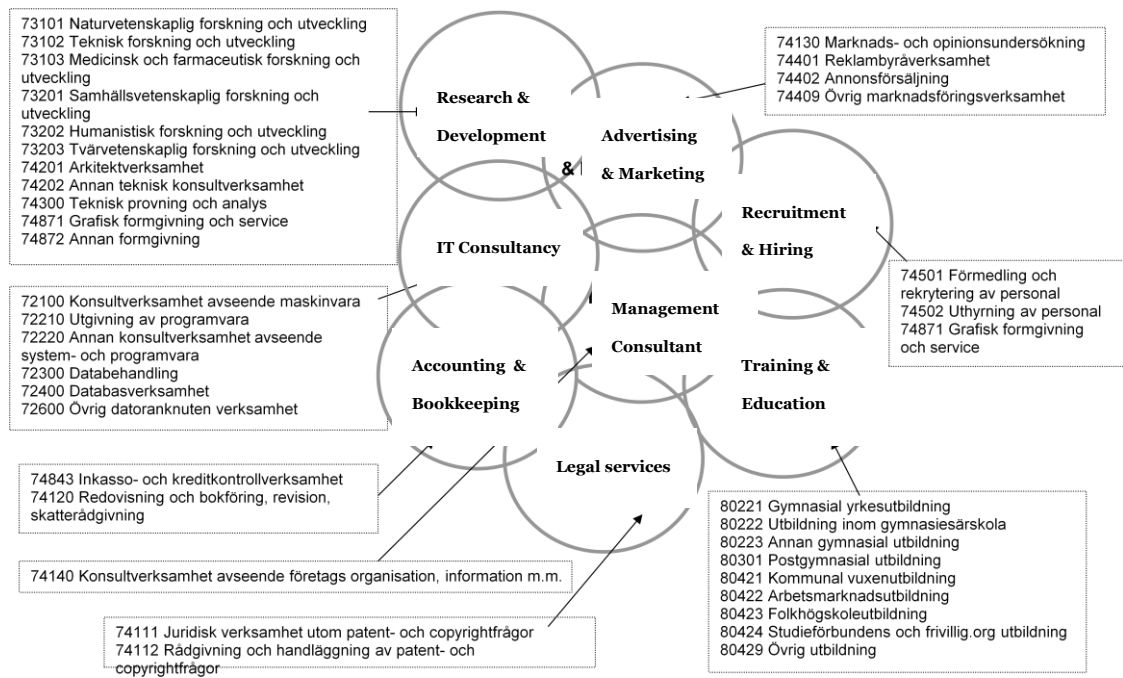 73101 Naturvetenskaplig forskning och utveckling
73102 Teknisk forskning och utveckling
73103 Medicinsk och farmaceutisk forskning och
utveckling
73201 Samhällsvetenskaplig forskning och
utveckling
73202 Humanistisk forskning och utveckling
73203 Tvärvetenskaplig forskning och utveckling
74201 Arkitektverksamhet
74202 Annan teknisk konsultverksamhet
74300 Teknisk provning och analys
74871 Grafisk formgivning och service
74872 Annan formgivning
Research &
Development
&
Advertising
& Marketing
74130 Marknads- och opinionsundersökning
74401 Reklambyråverksamhet
74402 Annonsförsäljning
74409 Övrig marknadsföringsverksamhet
Recruitment
& Hiring
74501 Förmedling och
rekrytering av personal
74502 Uthyrning av personal
74871 Grafisk formgivning
och service
IT Consultancy
72100 Konsultverksamhet avseende maskinvara
72210 Utgivning av programvara
72220 Annan konsultverksamhet avseende
system- och programvara
72300 Databehandling
72400 Databasverksamhet
72600 Övrig datoranknuten verksamhet
Management
Consultant
Accounting &
Bookkeeping
Training &
Education
Legal services
74843 Inkasso- och kreditkontrollverksamhet
74120 Redovisning och bokföring, revision,
skatterådgivning
74140 Konsultverksamhet avseende företags organisation, information m.m.
74111 Juridisk verksamhet utom patent- och copyrightfrågor
74112 Rådgivning och handläggning av patent- och
copyrightfrågor
80221 Gymnasial yrkesutbildning
80222 Utbildning inom gymnasiesärskola
80223 Annan gymnasial utbildning
80301 Postgymnasial utbildning
80421 Kommunal vuxenutbildning
80422 Arbetsmarknadsutbildning
80423 Folkhögskoleutbildning
80424 Studieförbundens och frivillig.org utbildning
80429 Övrig utbildning